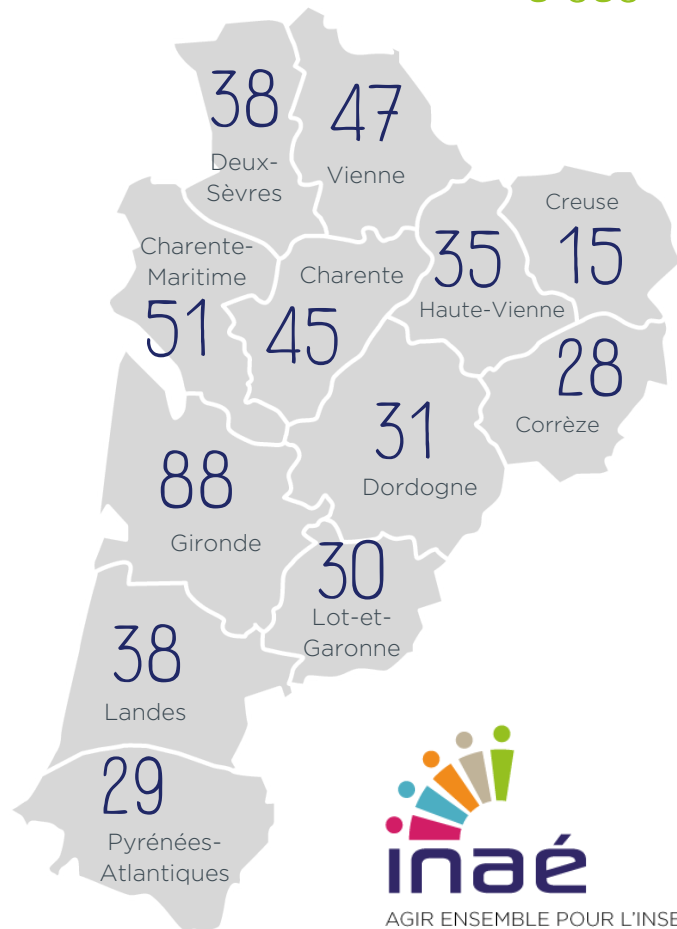 38
Deux-
Sèvres
47
Vienne
Creuse
15
Charente-
Maritime
51
Charente
45
35
Haute-Vienne
28
Corrèze
31
Dordogne
88
Gironde
30
Lot-et-
Garonne
38
Landes
29
Pyrénées-
Atlantiques
inaé
AGIR ENSEMBLE POUR L'INSE